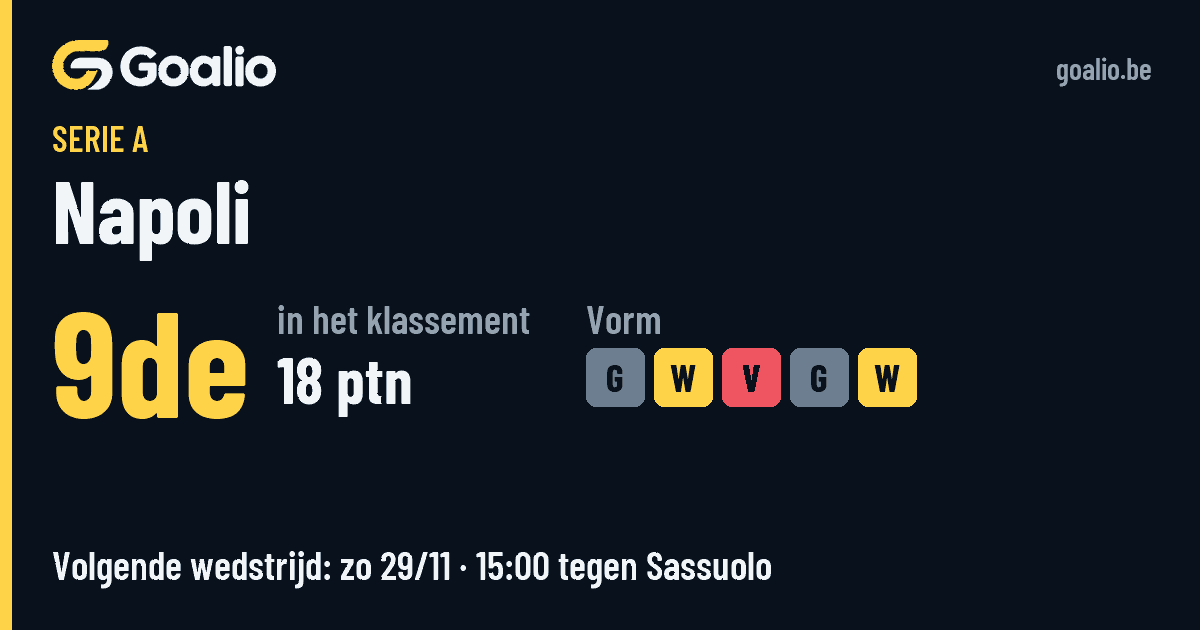 Goalio
goalio.be
SERIE A
Napoli
9de
in het klassement
18 ptn
Vorm
G W V G W
Volgende wedstrijd: zo 29/11 · 15:00 tegen Sassuolo